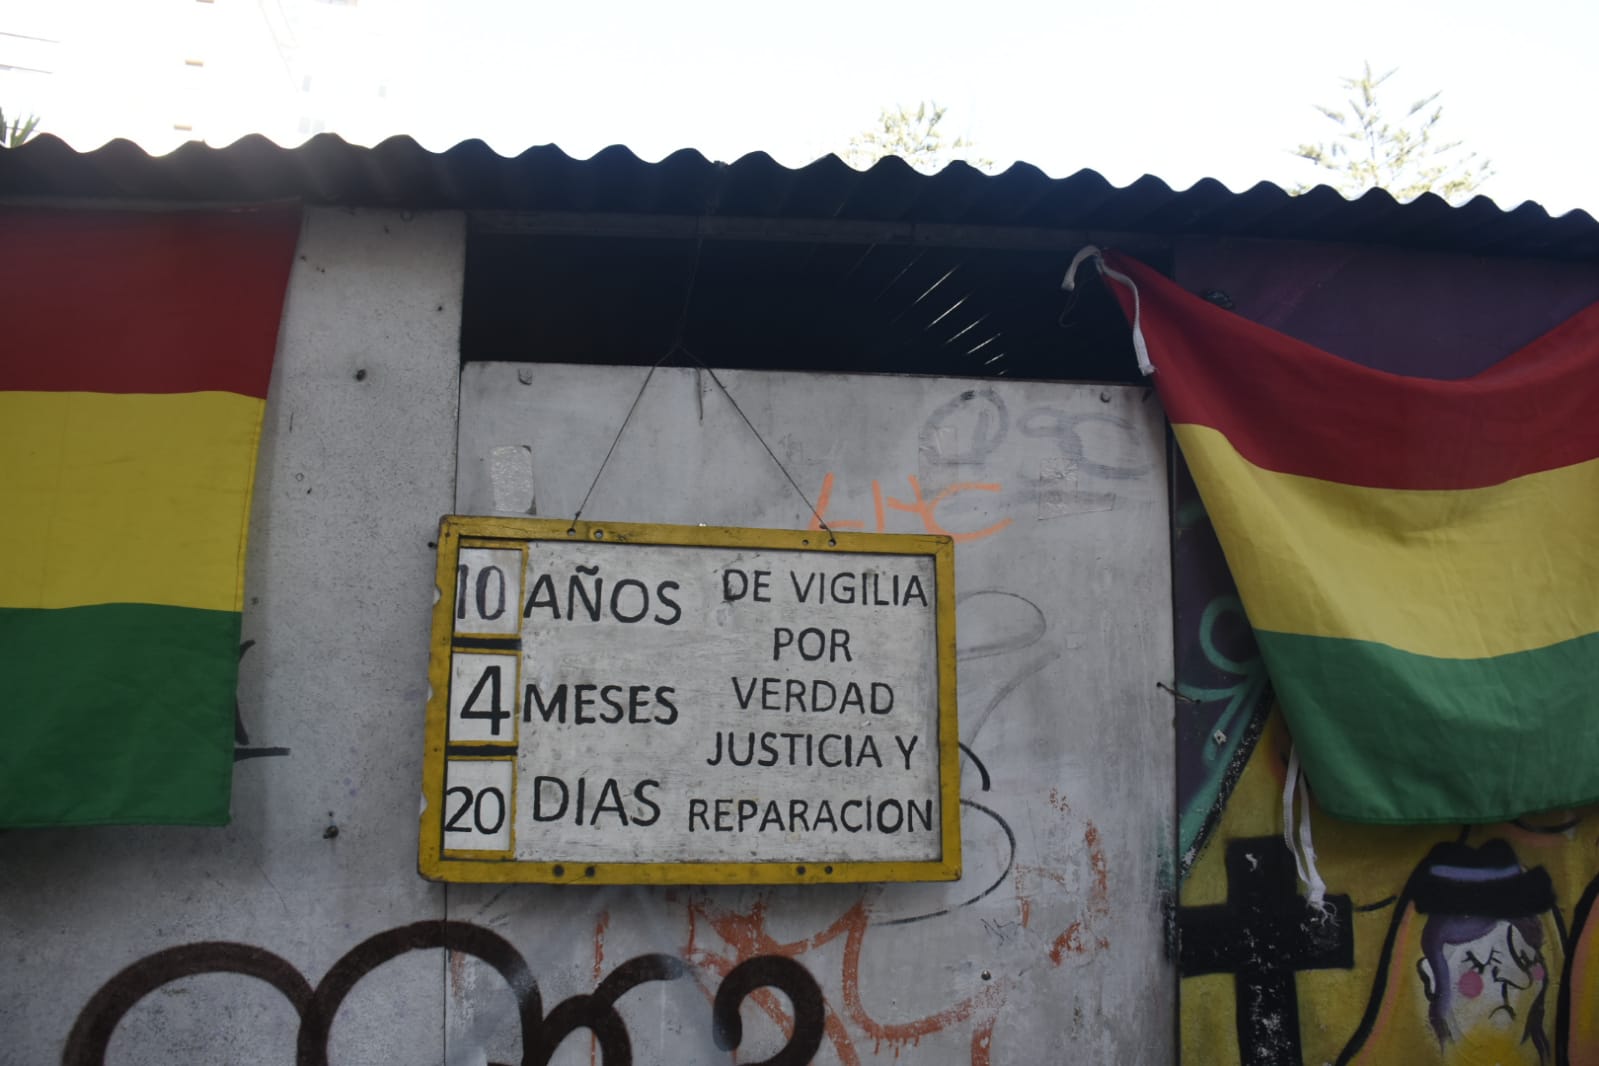 10 AÑOS
4 MESES
20 DIAS
DE VIGILIA
POR
VERDAD
JUSTICIA Y
REPARACION